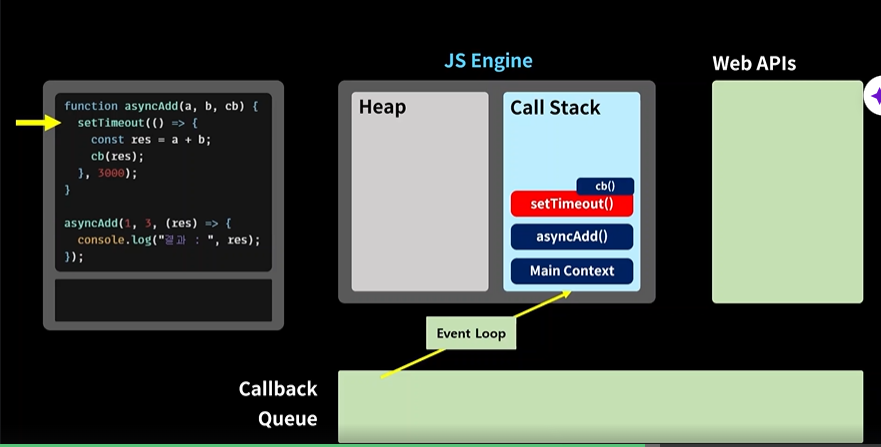 JS Engine
Web APIs
function asyncAdd(a, b, cb) {
setTimeout(() => {
const res = a + b;
cb(res);
}, 3000);
}
asyncAdd(1, 3, (res) => {
console.log("결과 : ", res);
});
Heap
Call Stack
cb()
setTimeout()
asyncAdd()
Main Context
Event Loop
Callback
Queue